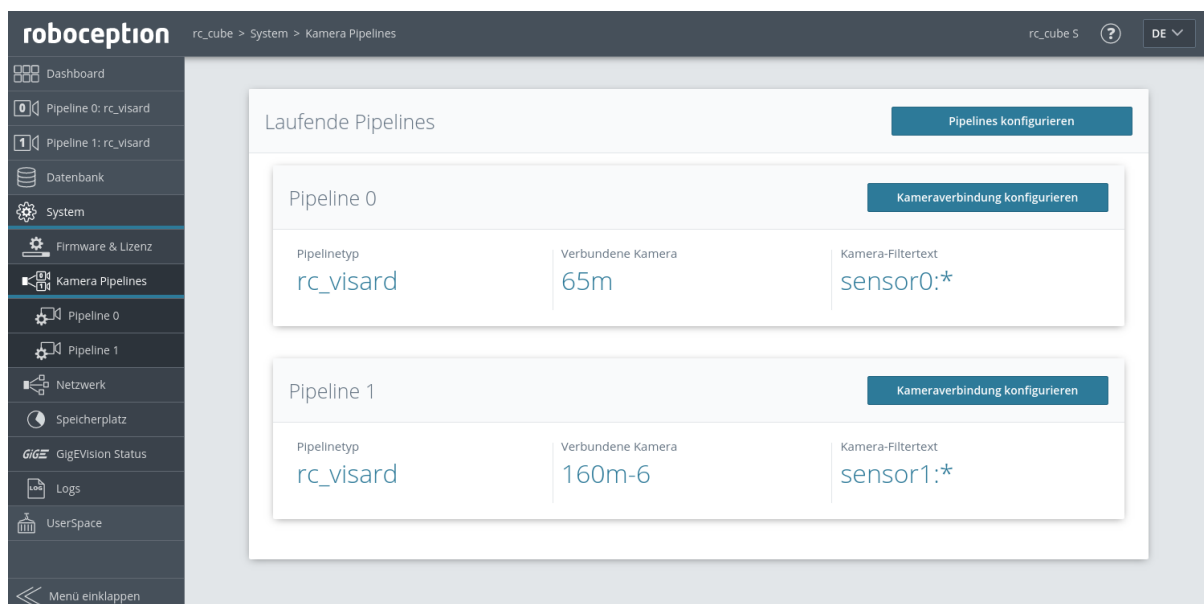 roboception
rc_cube > System > Kamera Pipelines
rc_cube S
?
DE
Dashboard
0 Pipeline 0: rc_visard
1 Pipeline 1: rc_visard
Datenbank
System
Firmware & Lizenz
0 1 Kamera Pipelines
Pipeline 0
Pipeline 1
Netzwerk
Speicherplatz
GiGE GigEVision Status
LOG Logs
UserSpace
Menü einklappen
Laufende Pipelines
Pipelines konfigurieren
Pipeline 0
Kameraverbindung konfigurieren
Pipelinetyp
rc_visard
Verbundene Kamera
65m
Kamera-Filtertext
sensor0:*
Pipeline 1
Kameraverbindung konfigurieren
Pipelinetyp
rc_visard
Verbundene Kamera
160m-6
Kamera-Filtertext
sensor1:*